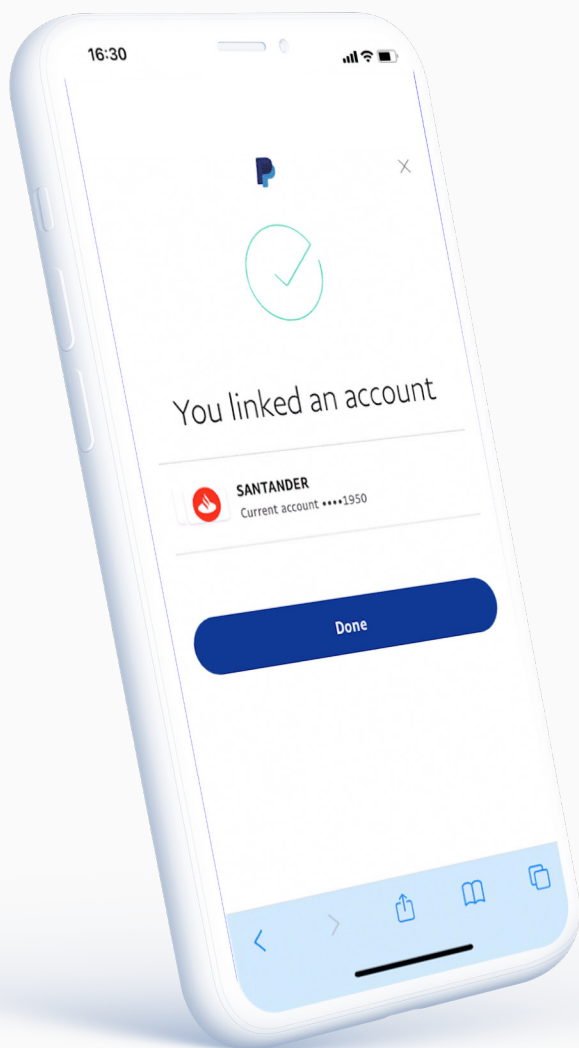 16:30
You linked an account
SANTANDER
Current account ••••1950
Done